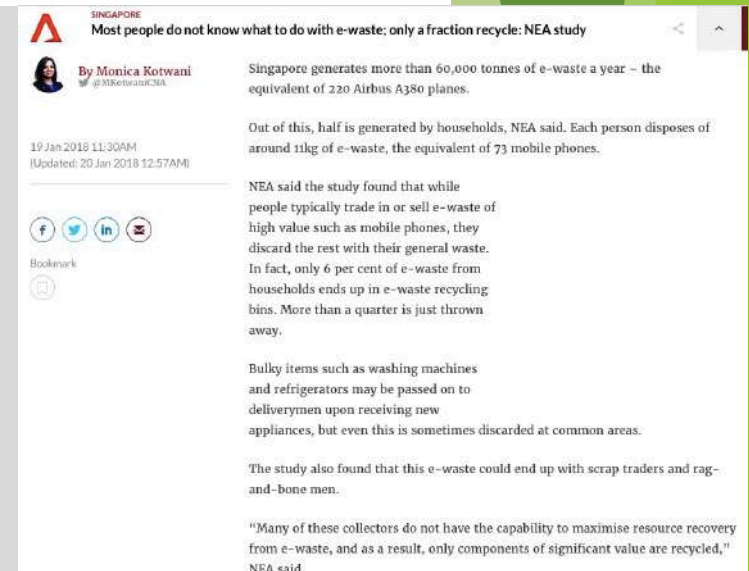 SINGAPORE
Most people do not know what to do with e-waste; only a fraction recycle: NEA study
By Monica Kotwani
@MKotwaniCNA
19 Jan 2018 11:30AM
(Updated: 20 Jan 2018 12:57AM)
Bookmark
Singapore generates more than 60,000 tonnes of e-waste a year – the
equivalent of 220 Airbus A380 planes.
Out of this, half is generated by households, NEA said. Each person disposes of
around 11kg of e-waste, the equivalent of 73 mobile phones.
NEA said the study found that while
people typically trade in or sell e-waste of
high value such as mobile phones, they
discard the rest with their general waste.
In fact, only 6 per cent of e-waste from
households ends up in e-waste recycling
bins. More than a quarter is just thrown
away.
Bulky items such as washing machines
and refrigerators may be passed on to
deliverymen upon receiving new
appliances, but even this is sometimes discarded at common areas.
The study also found that this e-waste could end up with scrap traders and rag-
and-bone men.
"Many of these collectors do not have the capability to maximise resource recovery
from e-waste, and as a result, only components of significant value are recycled,"
NEA said.